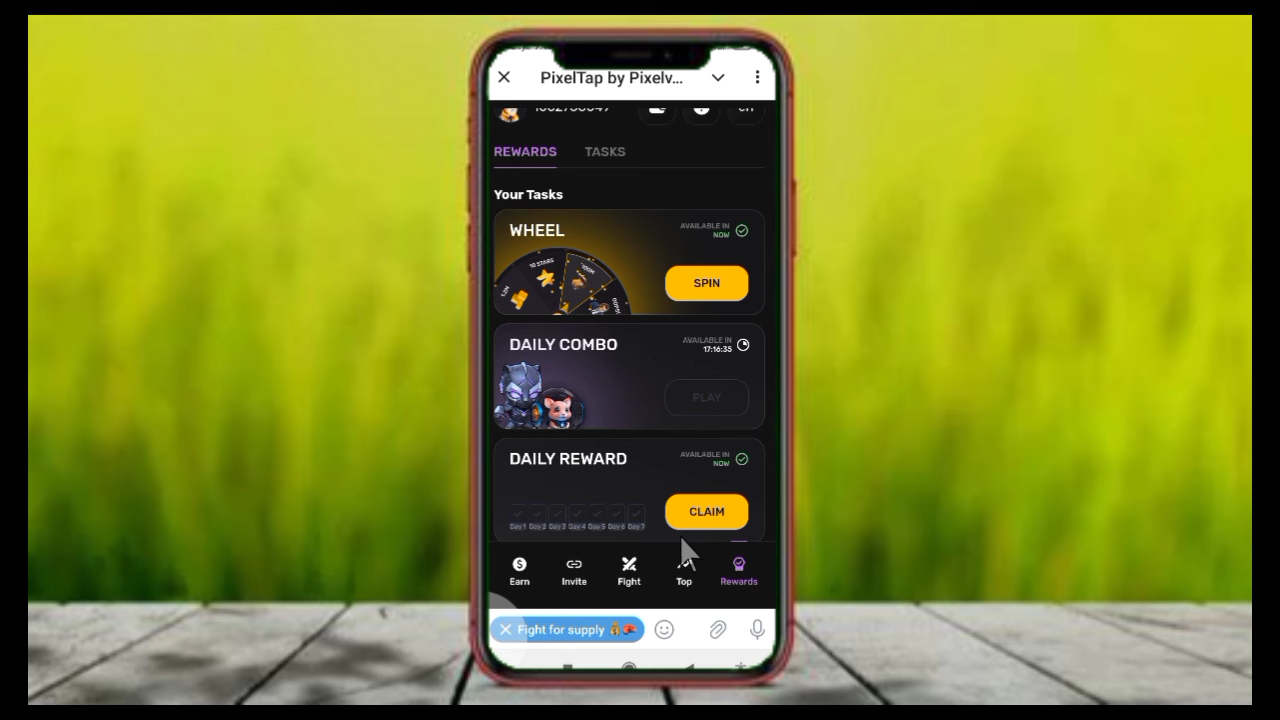 PixelTap by Pixelv...
REWARDS
TASKS
Your Tasks
WHEEL
AVAILABLE IN
NOW
10 STARS
SPIN
DAILY COMBO
AVAILABLE IN
17:16:35
PLAY
DAILY REWARD
AVAILABLE IN
NOW
Day 1 Day 2 Day 3 Day 4 Day 5 Day 6 Day 7
CLAIM
Earn
Invite
Fight
Top
Rewards
Fight for supply